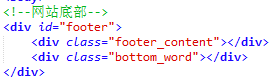 <!--网站底部-->
<div id="footer">
    <div class="footer_content"></div>
    <div class="bottom_word"></div>
</div>